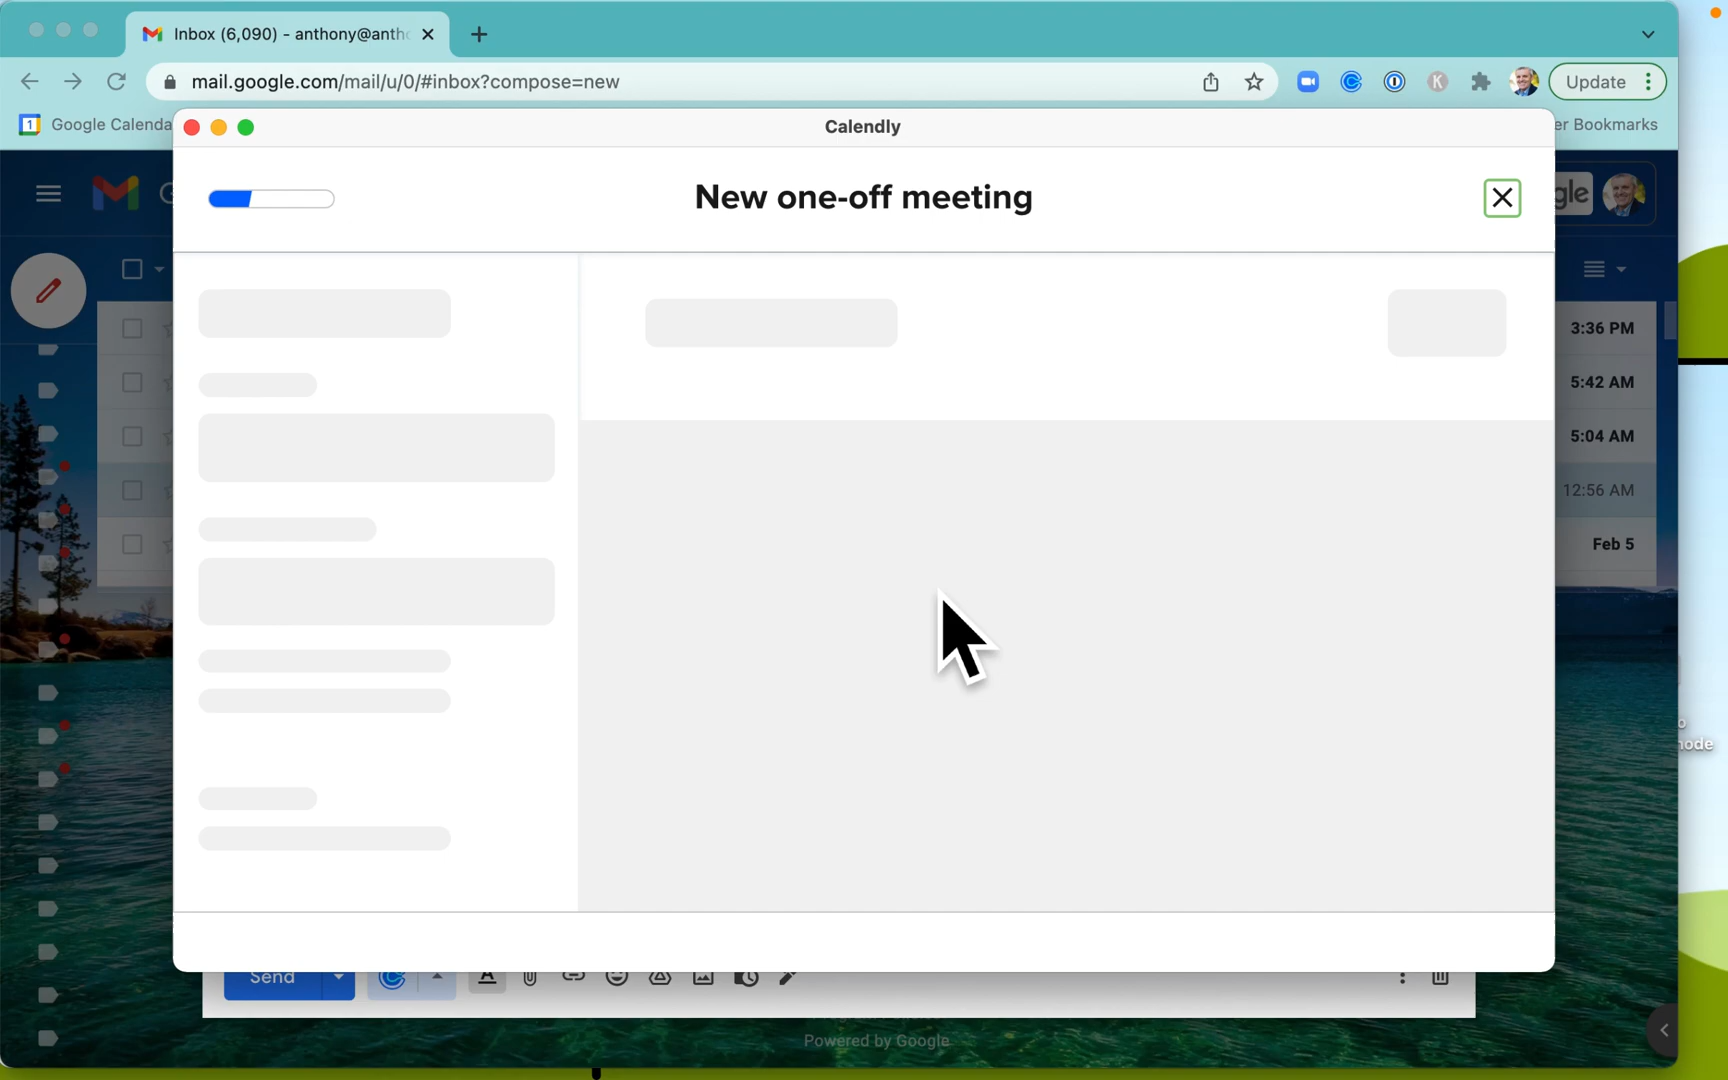 Inbox (6,090) - anthony@anth
mail.google.com/mail/u/0/#inbox?compose=new
Update
Google Calenda
er Bookmarks
Calendly
New one-off meeting
gle
3:36 PM
5:42 AM
5:04 AM
12:56 AM
Feb 5
ode
Send
Powered by Google